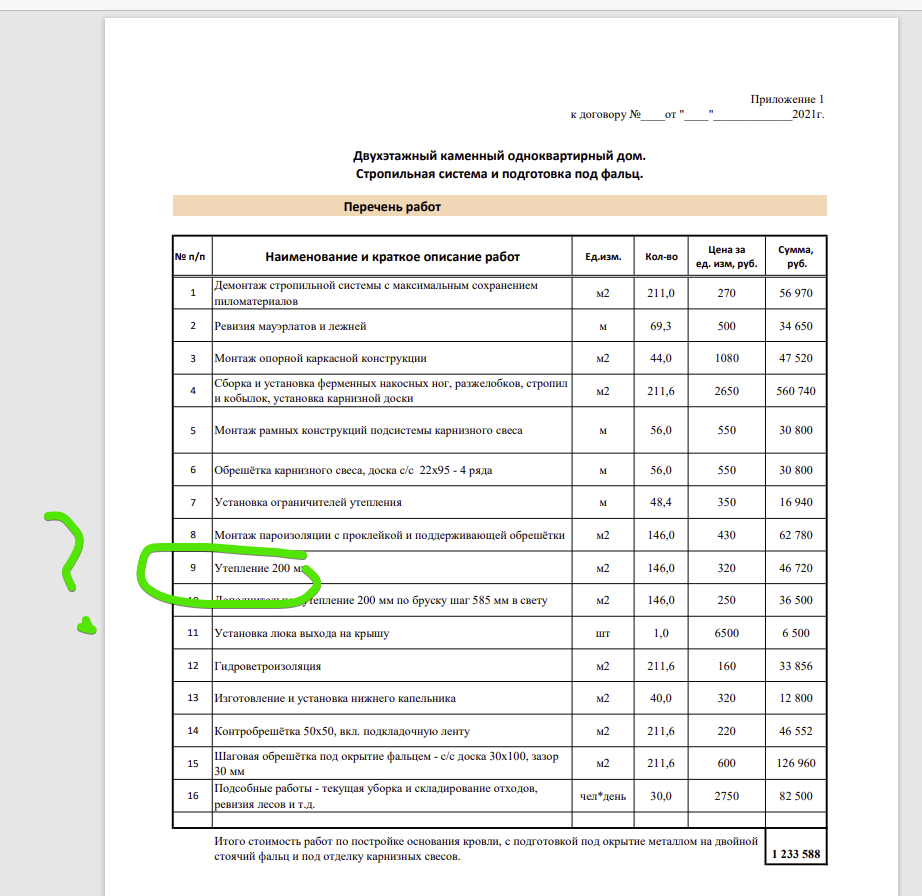 Приложение 1
к договору №____от "____"_____________2021г.
Двухэтажный каменный одноквартирный дом.
Стропильная система и подготовка под фальц.
Перечень работ
№ п/п Наименование и краткое описание работ Ед.изм. Кол-во Цена за ед. изм, руб. Сумма, руб.
1 Демонтаж стропильной системы с максимальным сохранением пиломатериалов м2 211,0 270 56 970
2 Ревизия мауэрлатов и лежней м 69,3 500 34 650
3 Монтаж опорной каркасной конструкции м2 44,0 1080 47 520
4 Сборка и установка ферменных накосных ног, разжелобков, стропил и кобылок, установка карнизной доски м2 211,6 2650 560 740
5 Монтаж рамных конструкций подсистемы карнизного свеса м 56,0 550 30 800
6 Обрешётка карнизного свеса, доска с/с 22х95 - 4 ряда м 56,0 550 30 800
7 Установка ограничителей утепления м 48,4 350 16 940
8 Монтаж пароизоляции с проклейкой и поддерживающей обрешётки м2 146,0 430 62 780
9 Утепление 200 м2 146,0 320 46 720
10 Дополнительное утепление 200 мм по бруску шаг 585 мм в свету м2 146,0 250 36 500
11 Установка люка выхода на крышу шт 1,0 6500 6 500
12 Гидроветроизоляция м2 211,6 160 33 856
13 Изготовление и установка нижнего капельника м2 40,0 320 12 800
14 Контробрешётка 50х50, вкл. подкладочную ленту м2 211,6 220 46 552
15 Шаговая обрешётка под окрытие фальцем - с/с доска 30х100, зазор 30 мм м2 211,6 600 126 960
16 Подсобные работы - текущая уборка и складирование отходов, ревизия лесов и т.д. чел*день 30,0 2750 82 500
Итого стоимость работ по постройке основания кровли, с подготовкой под окрытие металлом на двойной
стоячий фальц и под отделку карнизных свесов. 1 233 588
?